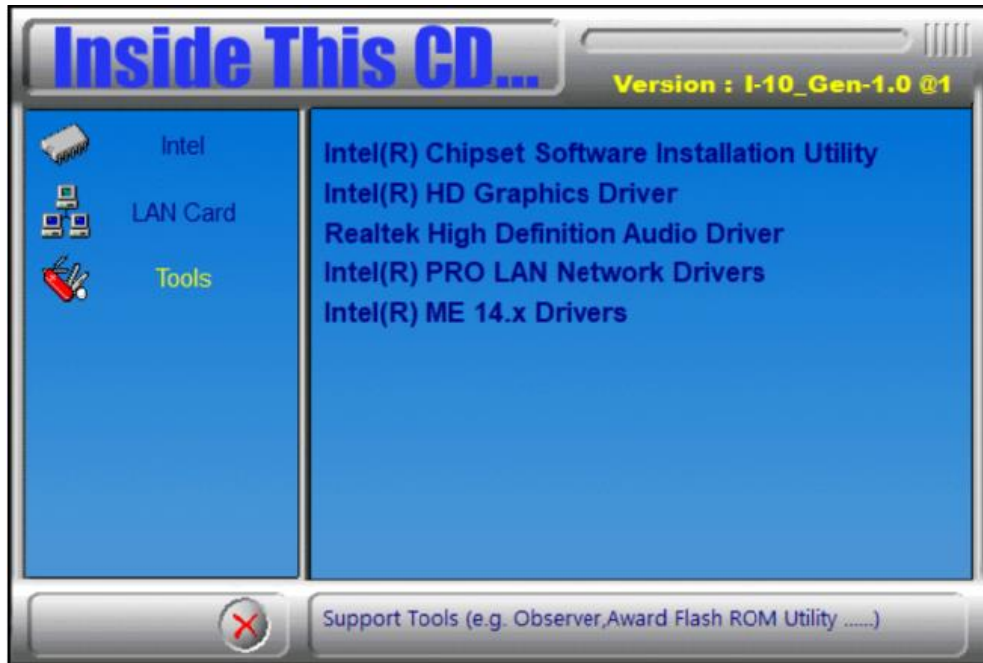 Inside This CD...
Version : I-10_Gen-1.0 @1
Intel
LAN Card
Tools
Intel(R) Chipset Software Installation Utility
Intel(R) HD Graphics Driver
Realtek High Definition Audio Driver
Intel(R) PRO LAN Network Drivers
Intel(R) ME 14.x Drivers
Support Tools (e.g. Observer,Award Flash ROM Utility ......)